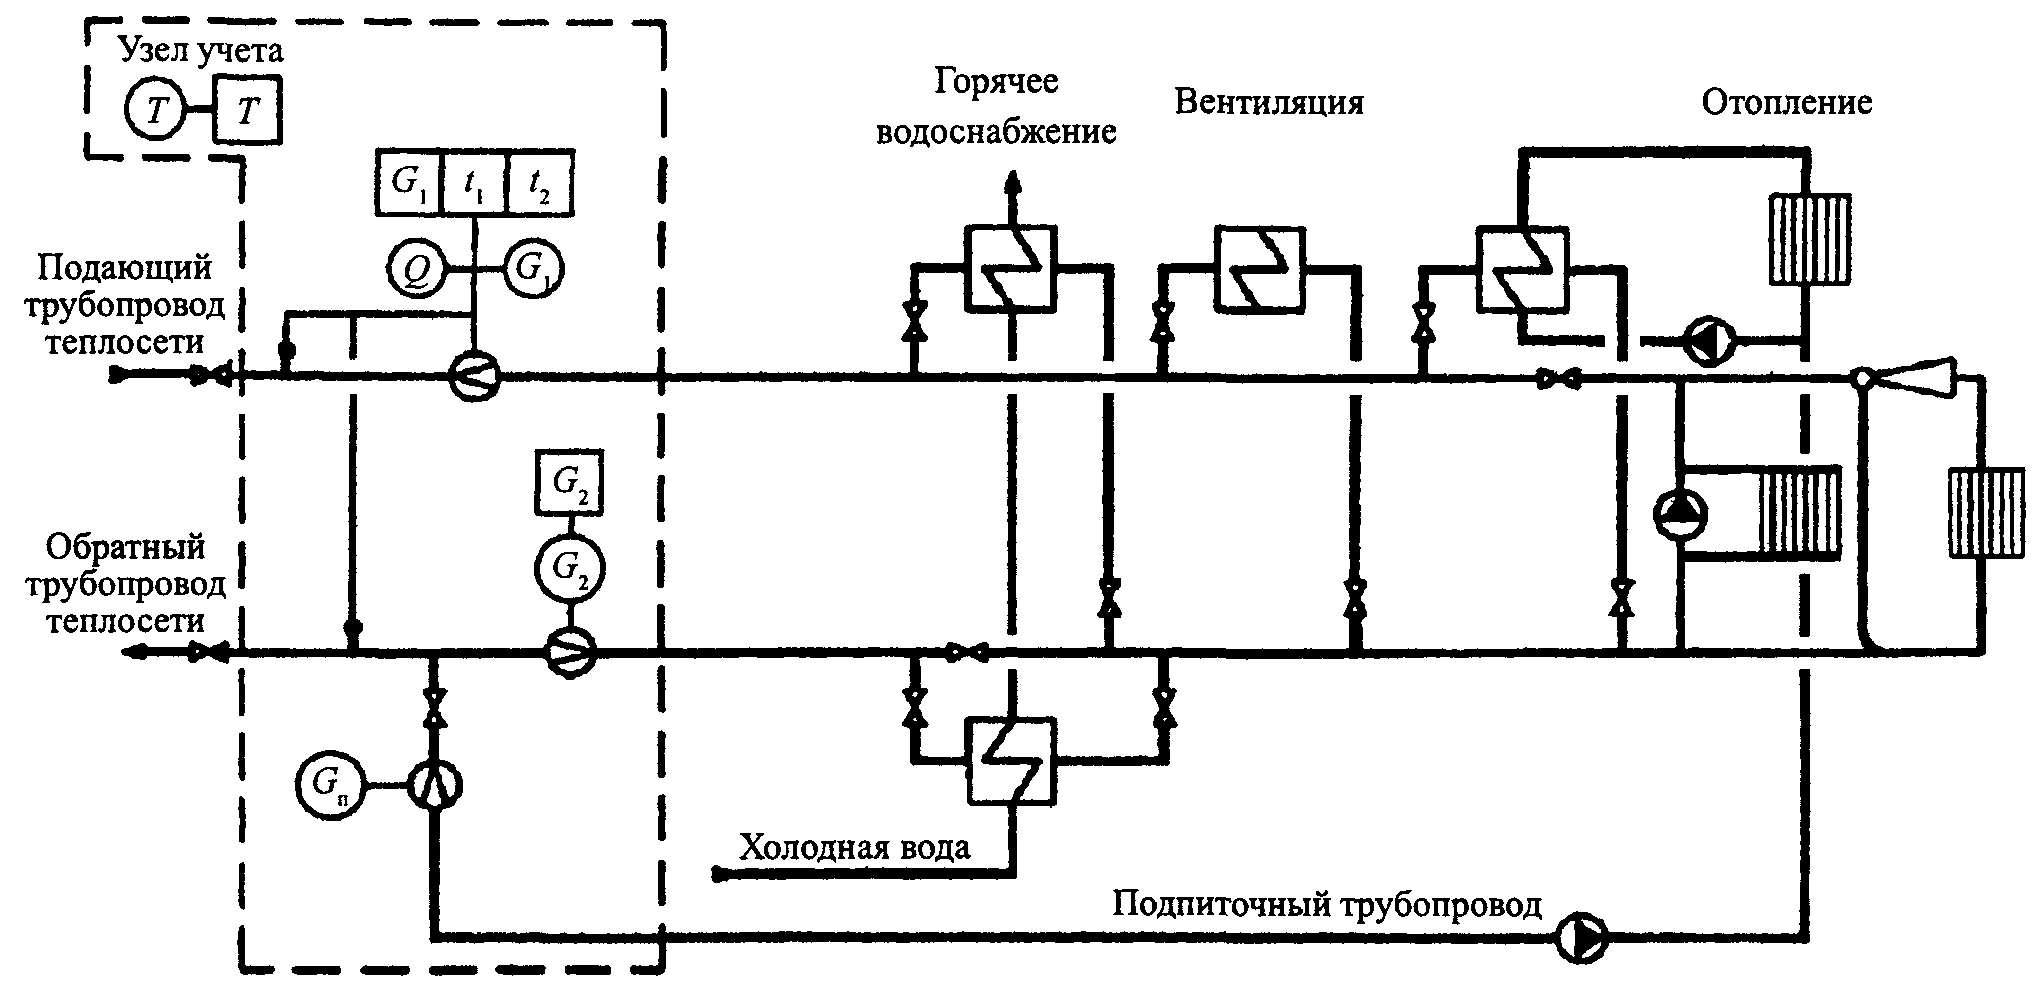 Узел учета
T T
G1 t1 t2
Q G1
Подающий
трубопровод
теплосети
G2
G2
Обратный
трубопровод
теплосети
Gп
Горячее
водоснабжение
Вентиляция
Отопление
Холодная вода
Подпиточный трубопровод